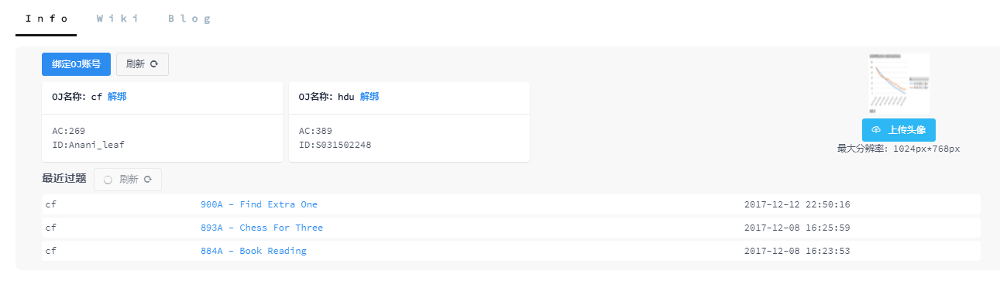 Info Wiki Blog
绑定OJ账号 刷新
OJ名称: cf 解绑
OJ名称: hdu 解绑
AC:269
ID:Anani_leaf
AC:389
ID:S031502248
上传头像
最大分辨率: 1024px*768px
最近过题 刷新
cf 900A - Find Extra One 2017-12-12 22:50:16
cf 893A - Chess For Three 2017-12-08 16:25:59
cf 884A - Book Reading 2017-12-08 16:23:53